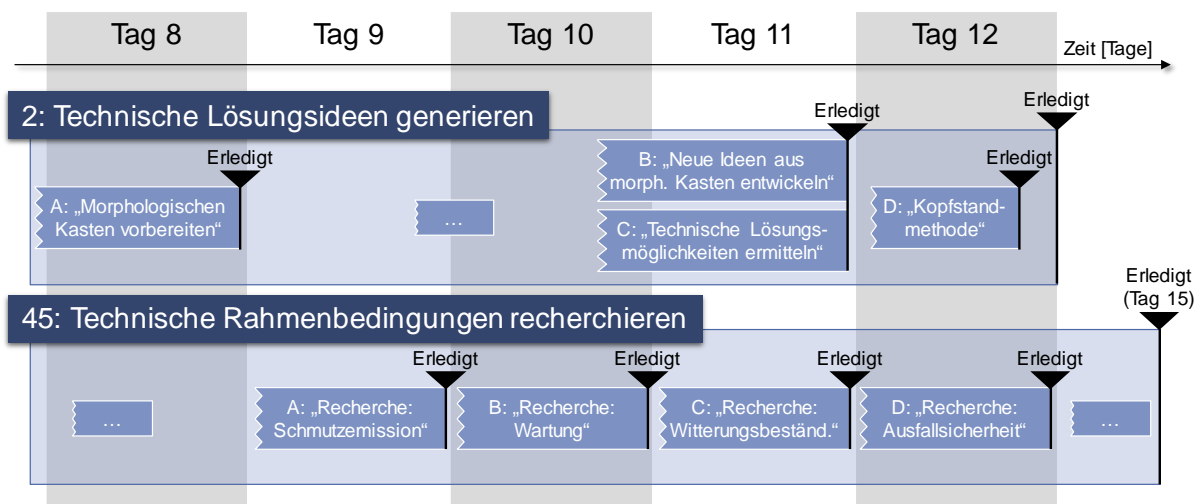 Tag 8
Tag 9
Tag 10
Tag 11
Tag 12
Zeit [Tage]
2: Technische Lösungsideen generieren
Erledigt
Erledigt
Erledigt
Erledigt
A: „Morphologischen
Kasten vorbereiten“
…
B: „Neue Ideen aus
morph. Kasten entwickeln“
C: „Technische Lösungs-
möglichkeiten ermitteln“
D: „Kopfstand-
methode“
45: Technische Rahmenbedingungen recherchieren
Erledigt
(Tag 15)
Erledigt
Erledigt
Erledigt
Erledigt
…
A: „Recherche:
Schmutzemission“
B: „Recherche:
Wartung“
C: „Recherche:
Witterungsbeständ.“
D: „Recherche:
Ausfallsicherheit“
…